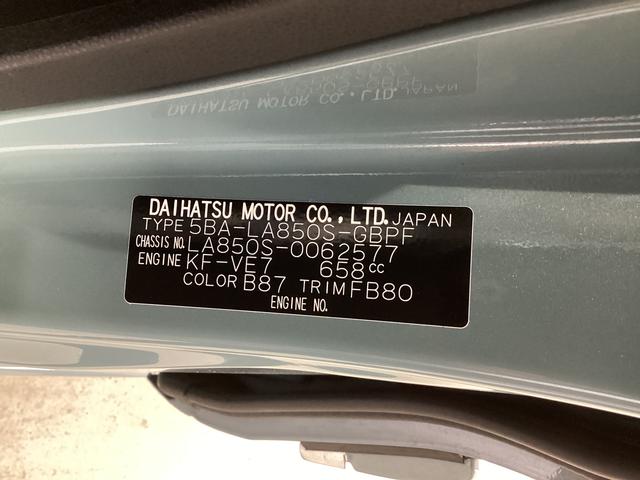 DAIHATSU MOTOR CO.,LTD. JAPAN
TYPE 5BA-LA850S-GBPF
CHASSIS NO. LA850S-0062577
ENGINE KF-VE7 658cc
COLOR B87 TRIM FB80
ENGINE NO.